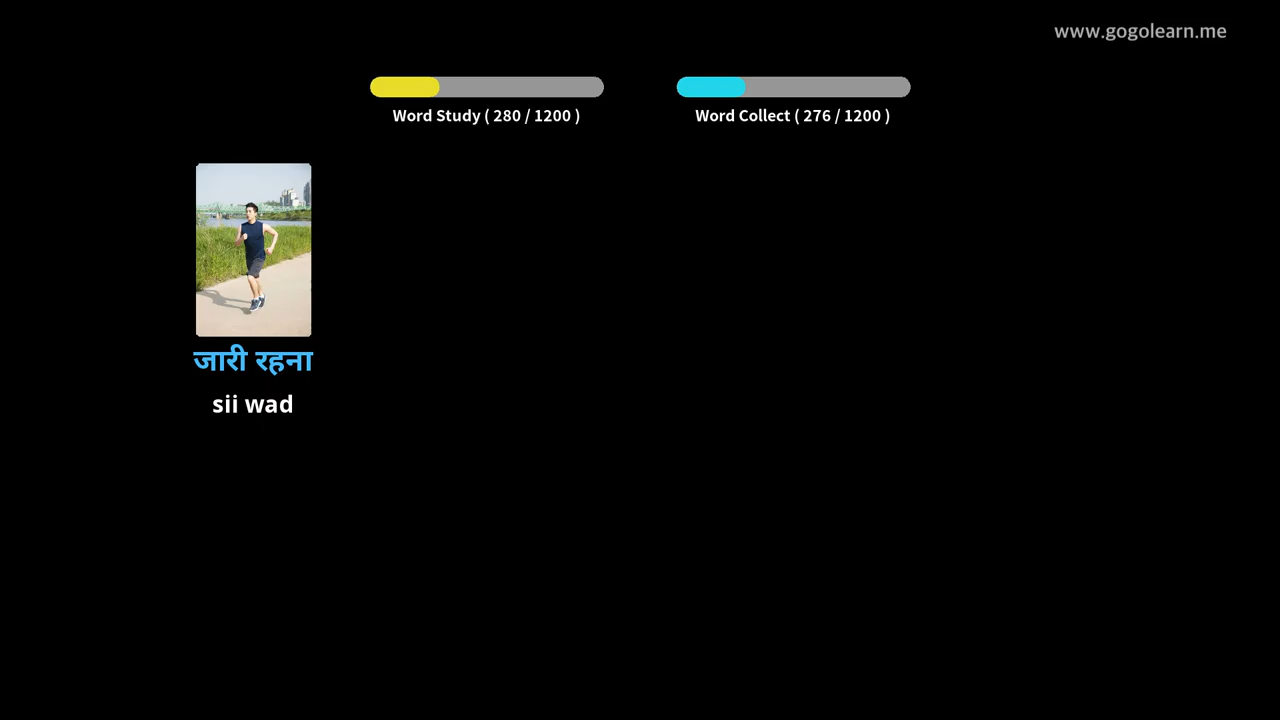 www.gogolearn.me
Word Study ( 280 / 1200 )
Word Collect ( 276 / 1200 )
जारी रहना
sii wad